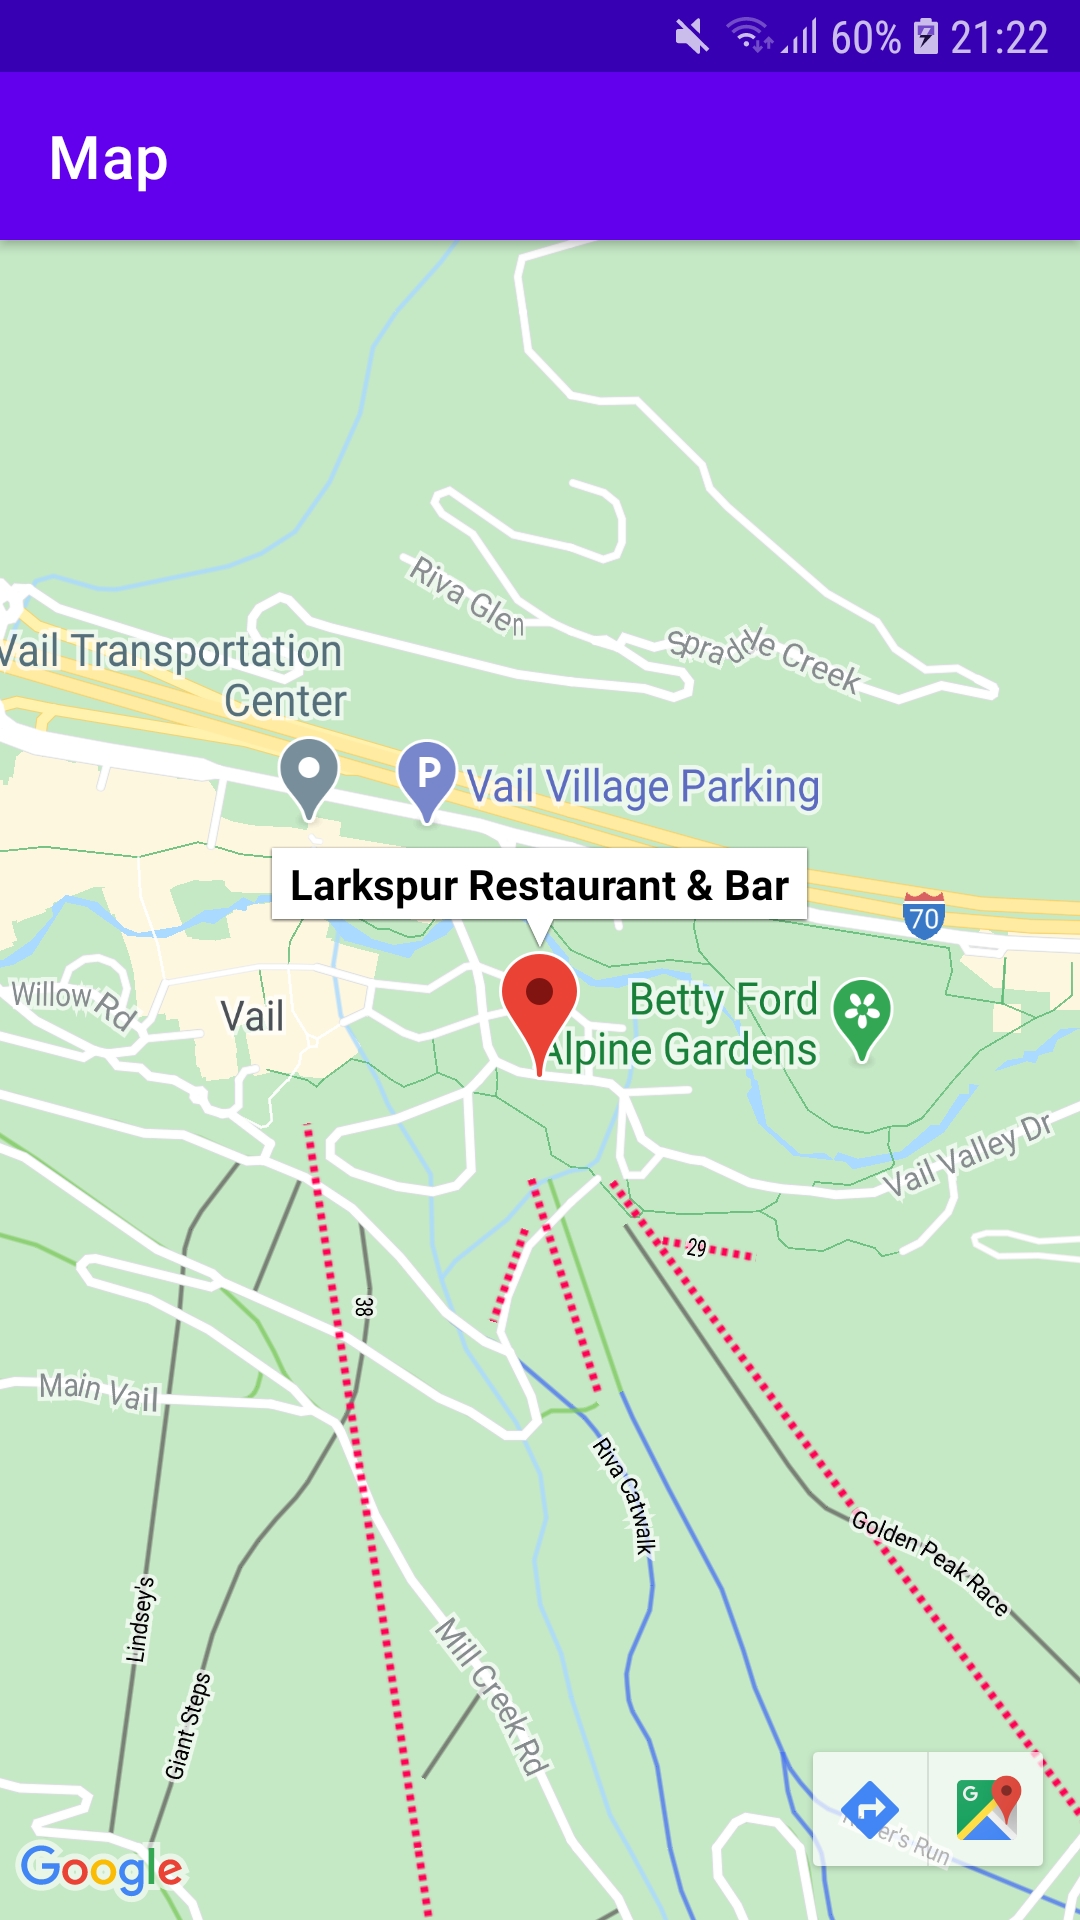 60% 21:22
Map
Riva Glen
Spraddle Creek
Vail Transportation
Center
P
Vail Village Parking
Larkspur Restaurant & Bar
70
Willow Rd
Vail
Betty Ford
Alpine Gardens
Vail Valley Dr
29
38
Main Vail
Riva Catwalk
Golden Peak Race
Lindsey's
Giant Steps
Mill Creek Rd
G
Run
Google